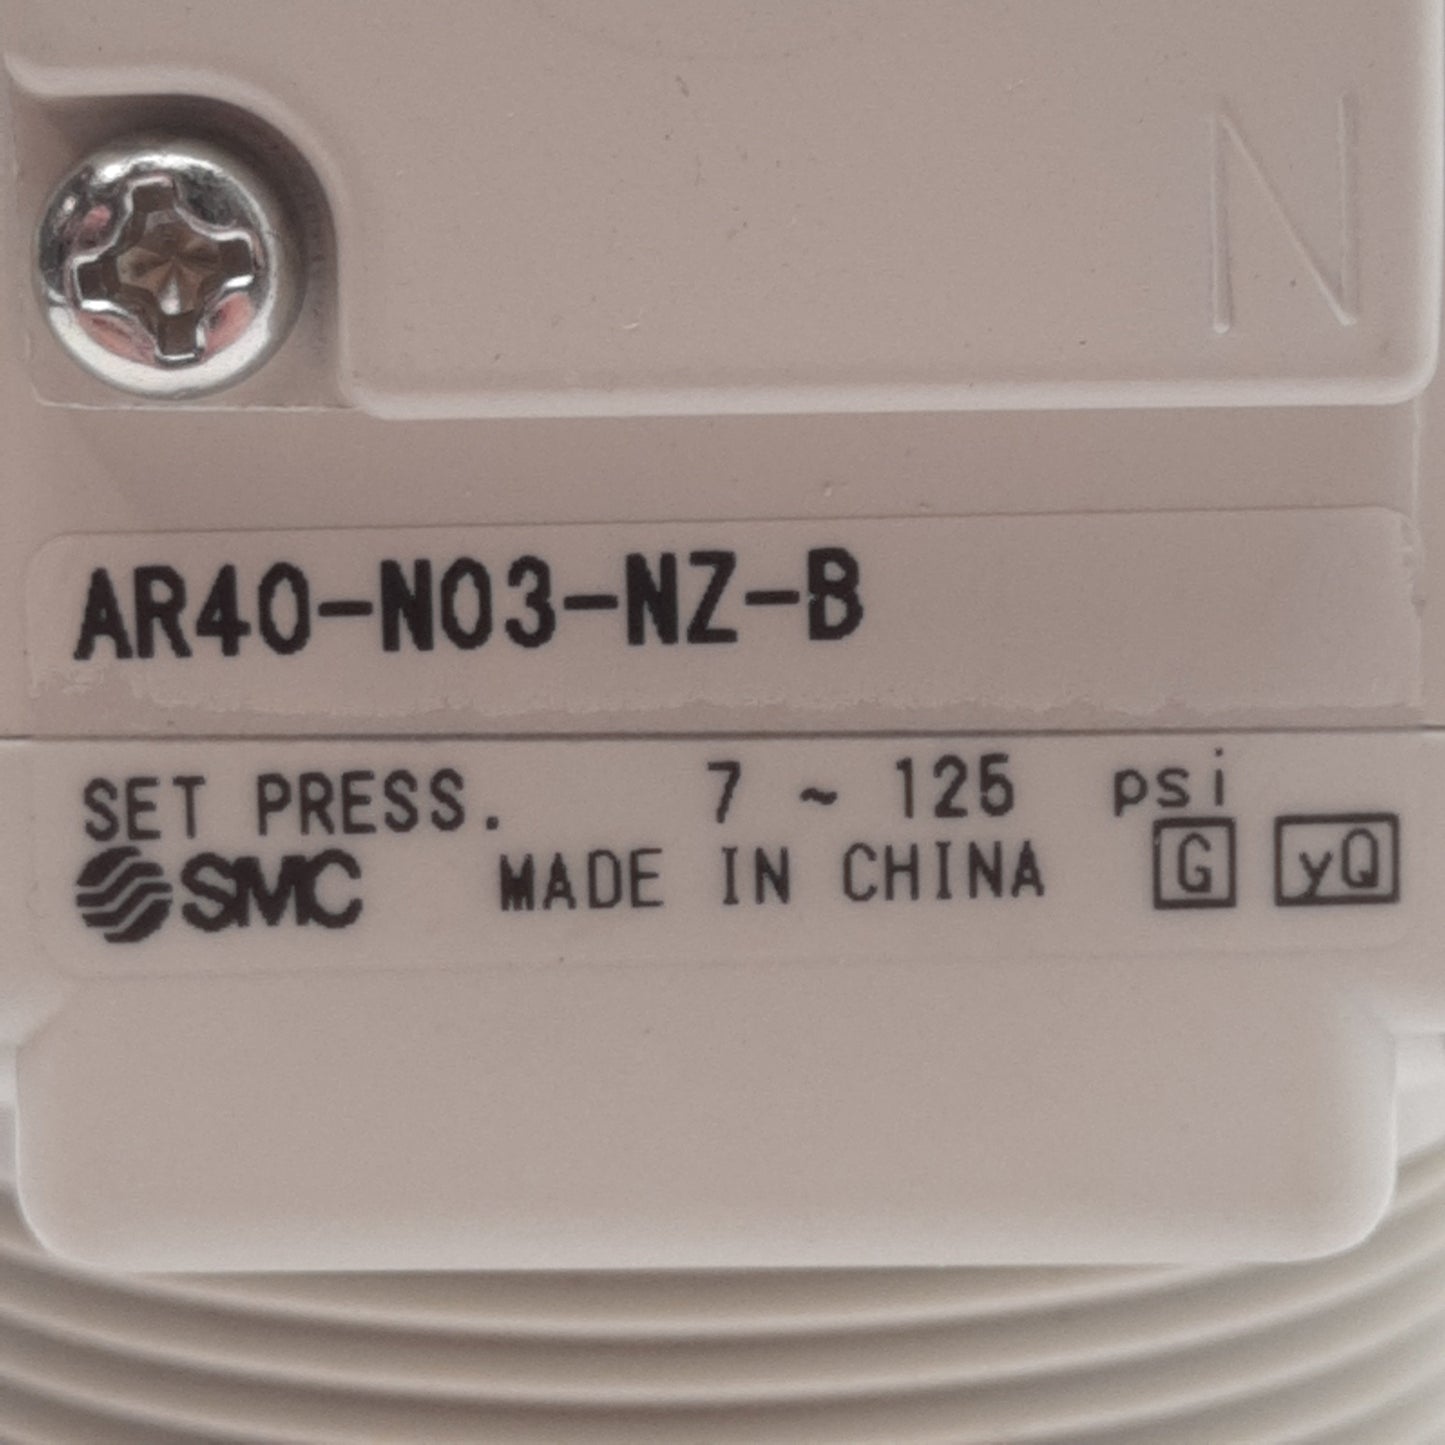 N
AR40-N03-NZ-B
SET PRESS. 7 ~ 125 psi
SMC MADE IN CHINA G yQ